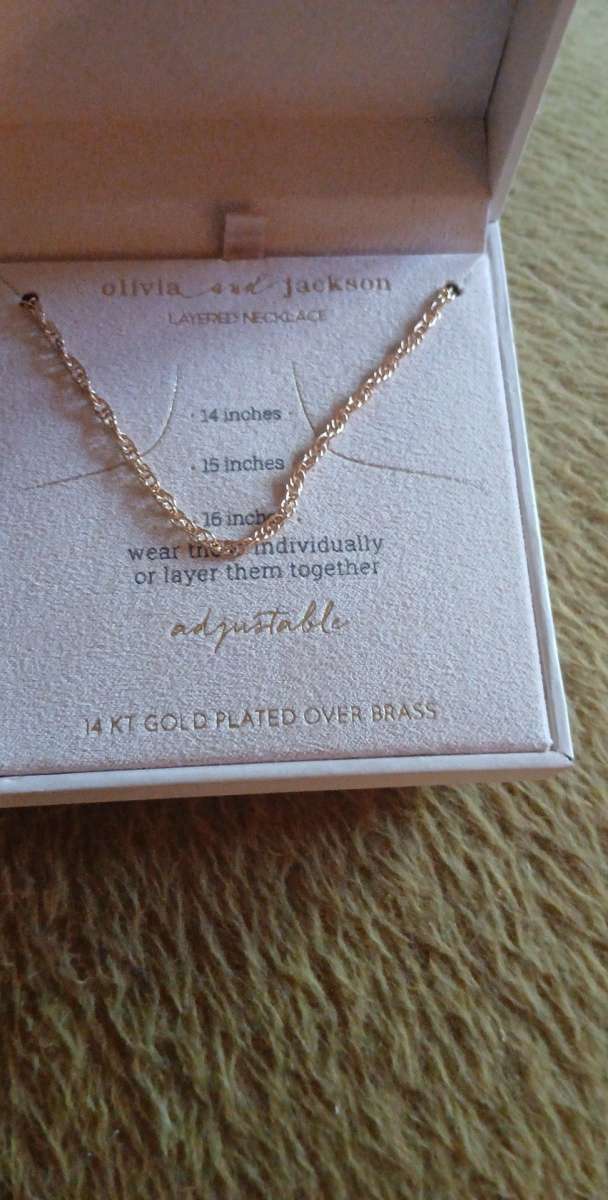 olivia and jackson
LAYERED NECKLACE
· 14 inches ·
· 15 inches
16 inch
wear individually
or layer them together
adjustable
14 KT GOLD PLATED OVER BRASS